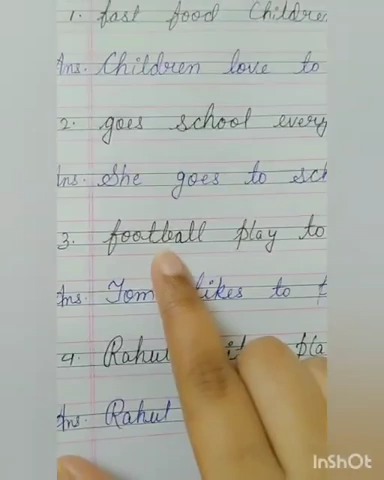 1. fast food Childre
Ans. Children love to
2. goes school every
Ans. She goes to sch
3. football play to
Ans. Tom likes to
4. Rahul pla
Ans. Rahul
InShOt